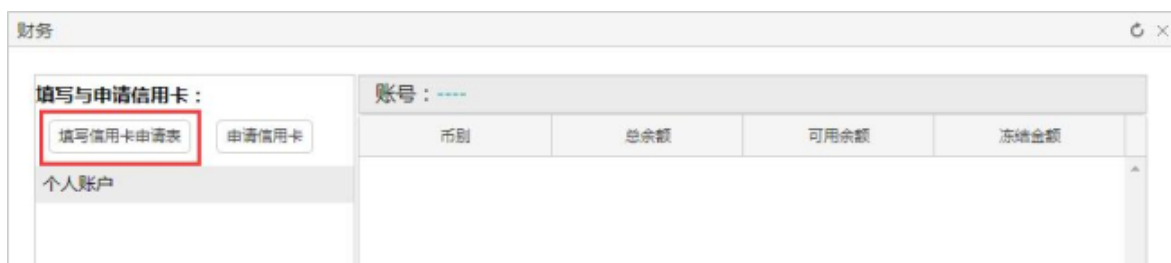 财务
填写与申请信用卡：
填写信用卡申请表
申请信用卡
个人账户
账号：----
币别
总余额
可用余额
冻结金额